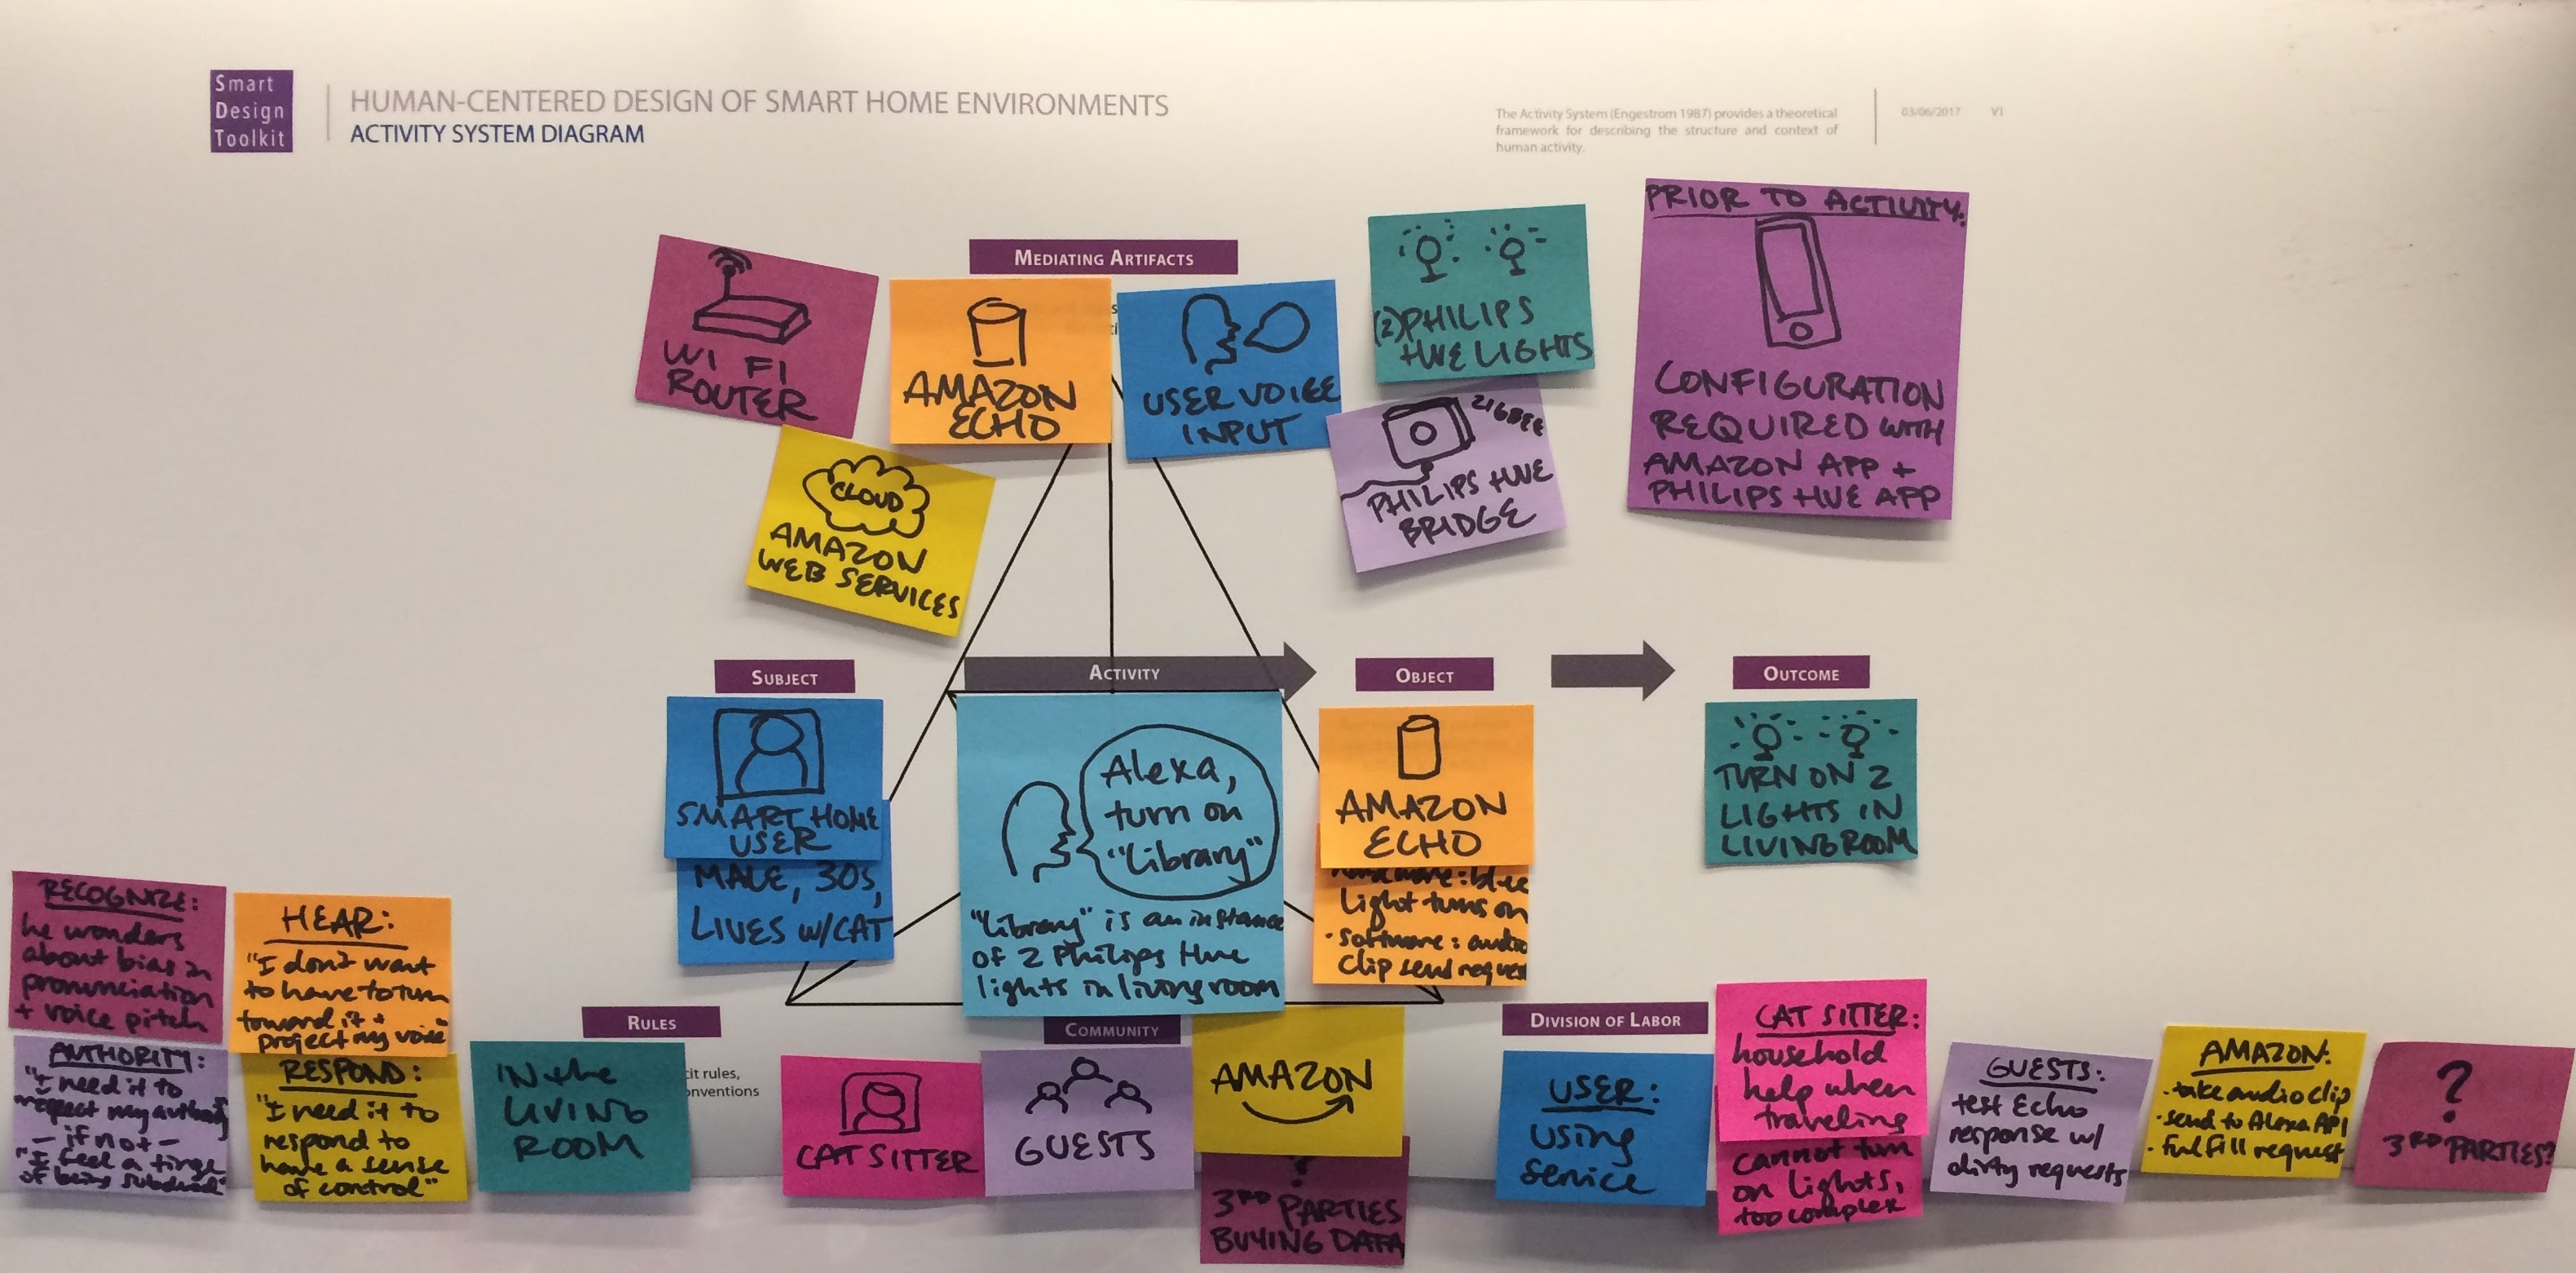 Smart
Design
Toolkit
HUMAN-CENTERED DESIGN OF SMART HOME ENVIRONMENTS
ACTIVITY SYSTEM DIAGRAM
The Activity System (Engestrom 1987) provides a theoretical
framework for describing the structure and context of
human activity.
03/06/2017 V1
MEDIATING ARTIFACTS
WI FI
ROUTER
AMAZON
ECHO
USER VOICE
INPUT
(2) PHILIPS
HUE LIGHTS
PRIOR TO ACTIVITY:
CONFIGURATION
REQUIRED WITH
AMAZON APP +
PHILIPS HUE APP
CLOUD
AMAZON
WEB SERVICES
ZIGBEE
PHILIPS HUE
BRIDGE
SUBJECT
ACTIVITY
OBJECT
OUTCOME
SMART HOME
USER
MALE, 30s,
LIVES W/CAT
Alexa,
turn on
"Library"
"Library" is an instance
of 2 Philips Hue
lights in living room
AMAZON
ECHO
light turns on
• software: audio
clip send
TURN ON 2
LIGHTS IN
LIVINGROOM
RECOGNIZE:
he wonders
about bias in
pronunciation
+ voice pitch
HEAR:
"I don't want
to have to turn
toward it +
project my voice"
AUTHORITY:
"I need it to
respect my authority
— if not —
"I feel a tinge
of being subdued"
RESPOND:
"I need it to
respond to
have a sense
of control"
RULES
cit rules,
onventions
IN the
LIVING
ROOM
COMMUNITY
CAT SITTER
GUESTS
AMAZON
?
3RD PARTIES
BUYING DATA
DIVISION OF LABOR
USER:
using
service
CAT SITTER:
household
help when
traveling
cannot turn
on lights,
too complex
GUESTS:
test Echo
response w/
dirty requests
AMAZON:
• take audio clip
• send to Alexa API
• fulfill request
?
3RD PARTIES?